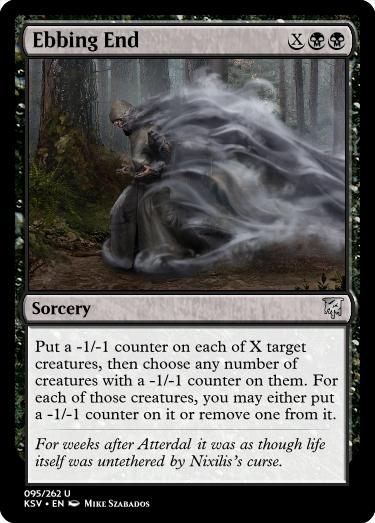 Ebbing End X
Sorcery
Put a -1/-1 counter on each of X target
creatures, then choose any number of
creatures with a -1/-1 counter on them. For
each of those creatures, you may either put
a -1/-1 counter on it or remove one from it.
For weeks after Atterdal it was as though life
itself was untethered by Nixilis's curse.
095/262 U
KSV • EN Mike Szabados